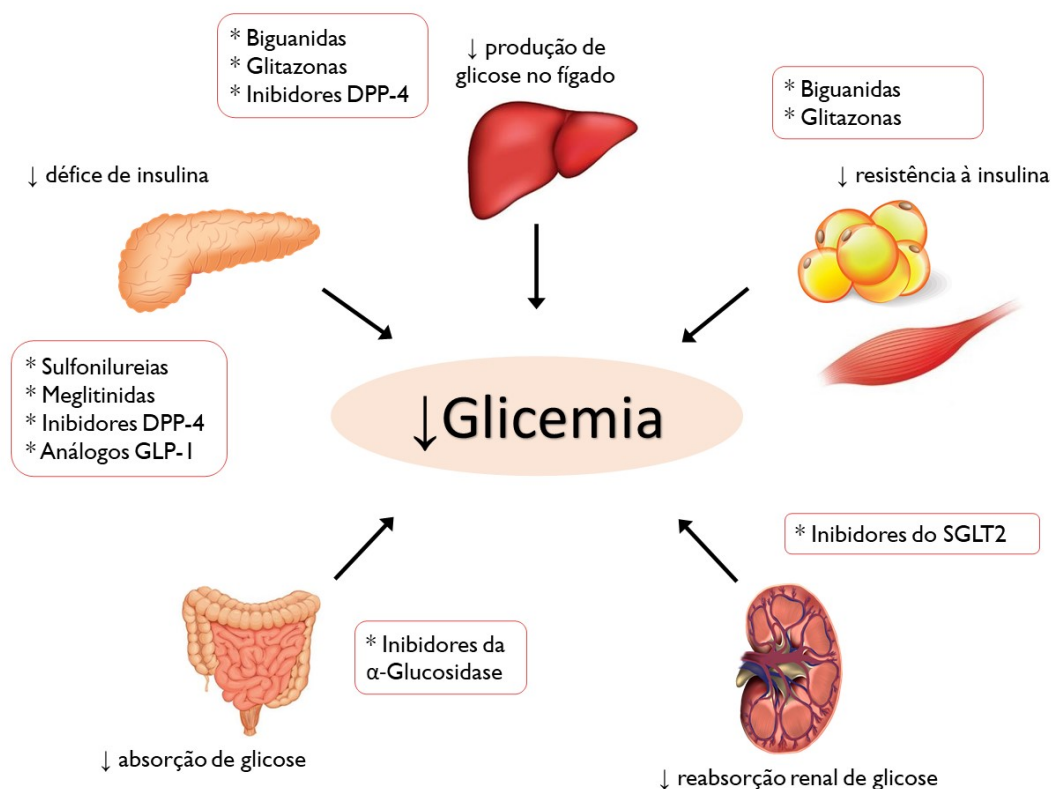 * Biguanidas
* Glitazonas
* Inibidores DPP-4
↓ produção de
glicose no fígado
* Biguanidas
* Glitazonas
↓ défice de insulina
↓ resistência à insulina
* Sulfonilureias
* Meglitinidas
* Inibidores DPP-4
* Análogos GLP-1
↓Glicemia
* Inibidores do SGLT2
* Inibidores da
α-Glucosidase
↓ absorção de glicose
↓ reabsorção renal de glicose